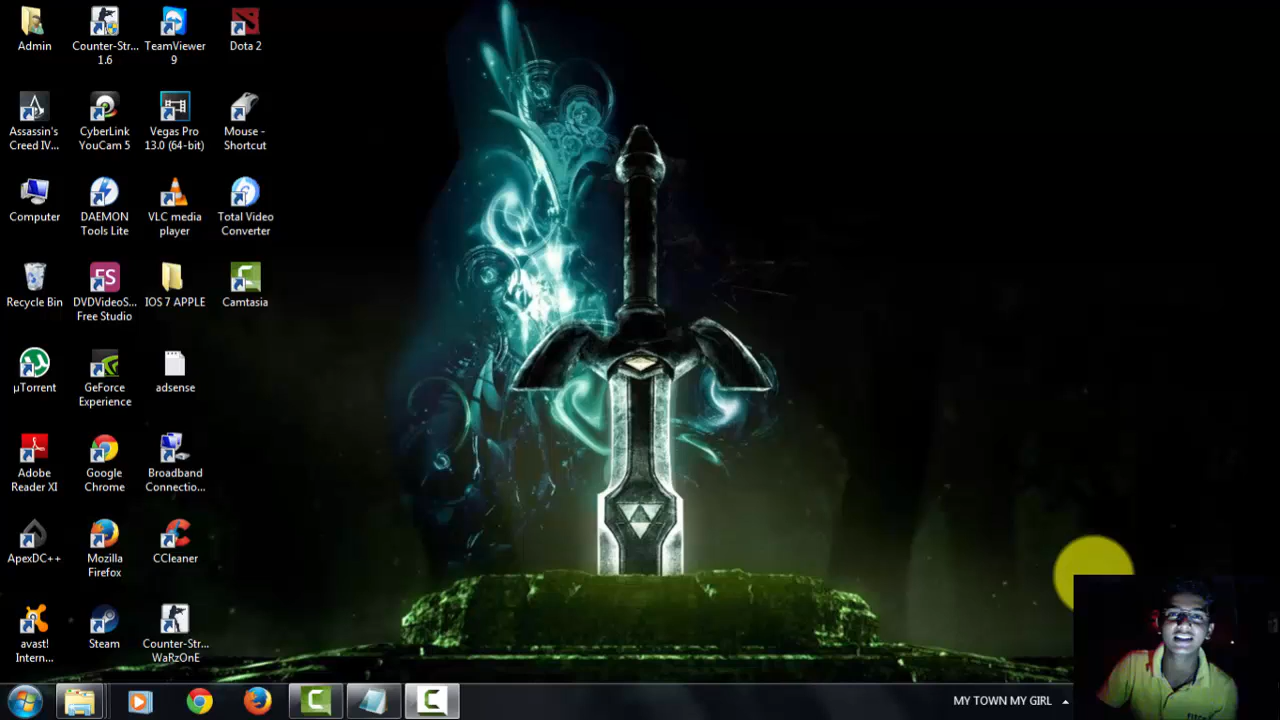 Admin
Counter-Str...
1.6
TeamViewer
9
Dota 2
Assassin's
Creed IV...
CyberLink
YouCam 5
Vegas Pro
13.0 (64-bit)
Mouse -
Shortcut
Computer
DAEMON
Tools Lite
VLC media
player
Total Video
Converter
Recycle Bin
FS
DVDVideoS...
Free Studio
IOS 7 APPLE
Camtasia
µTorrent
GeForce
Experience
adsense
Adobe
Reader XI
Google
Chrome
Broadband
Connectio...
ApexDC++
Mozilla
Firefox
CCleaner
avast!
Intern...
Steam
Counter-Str...
WaRzOnE
MY TOWN MY GIRL